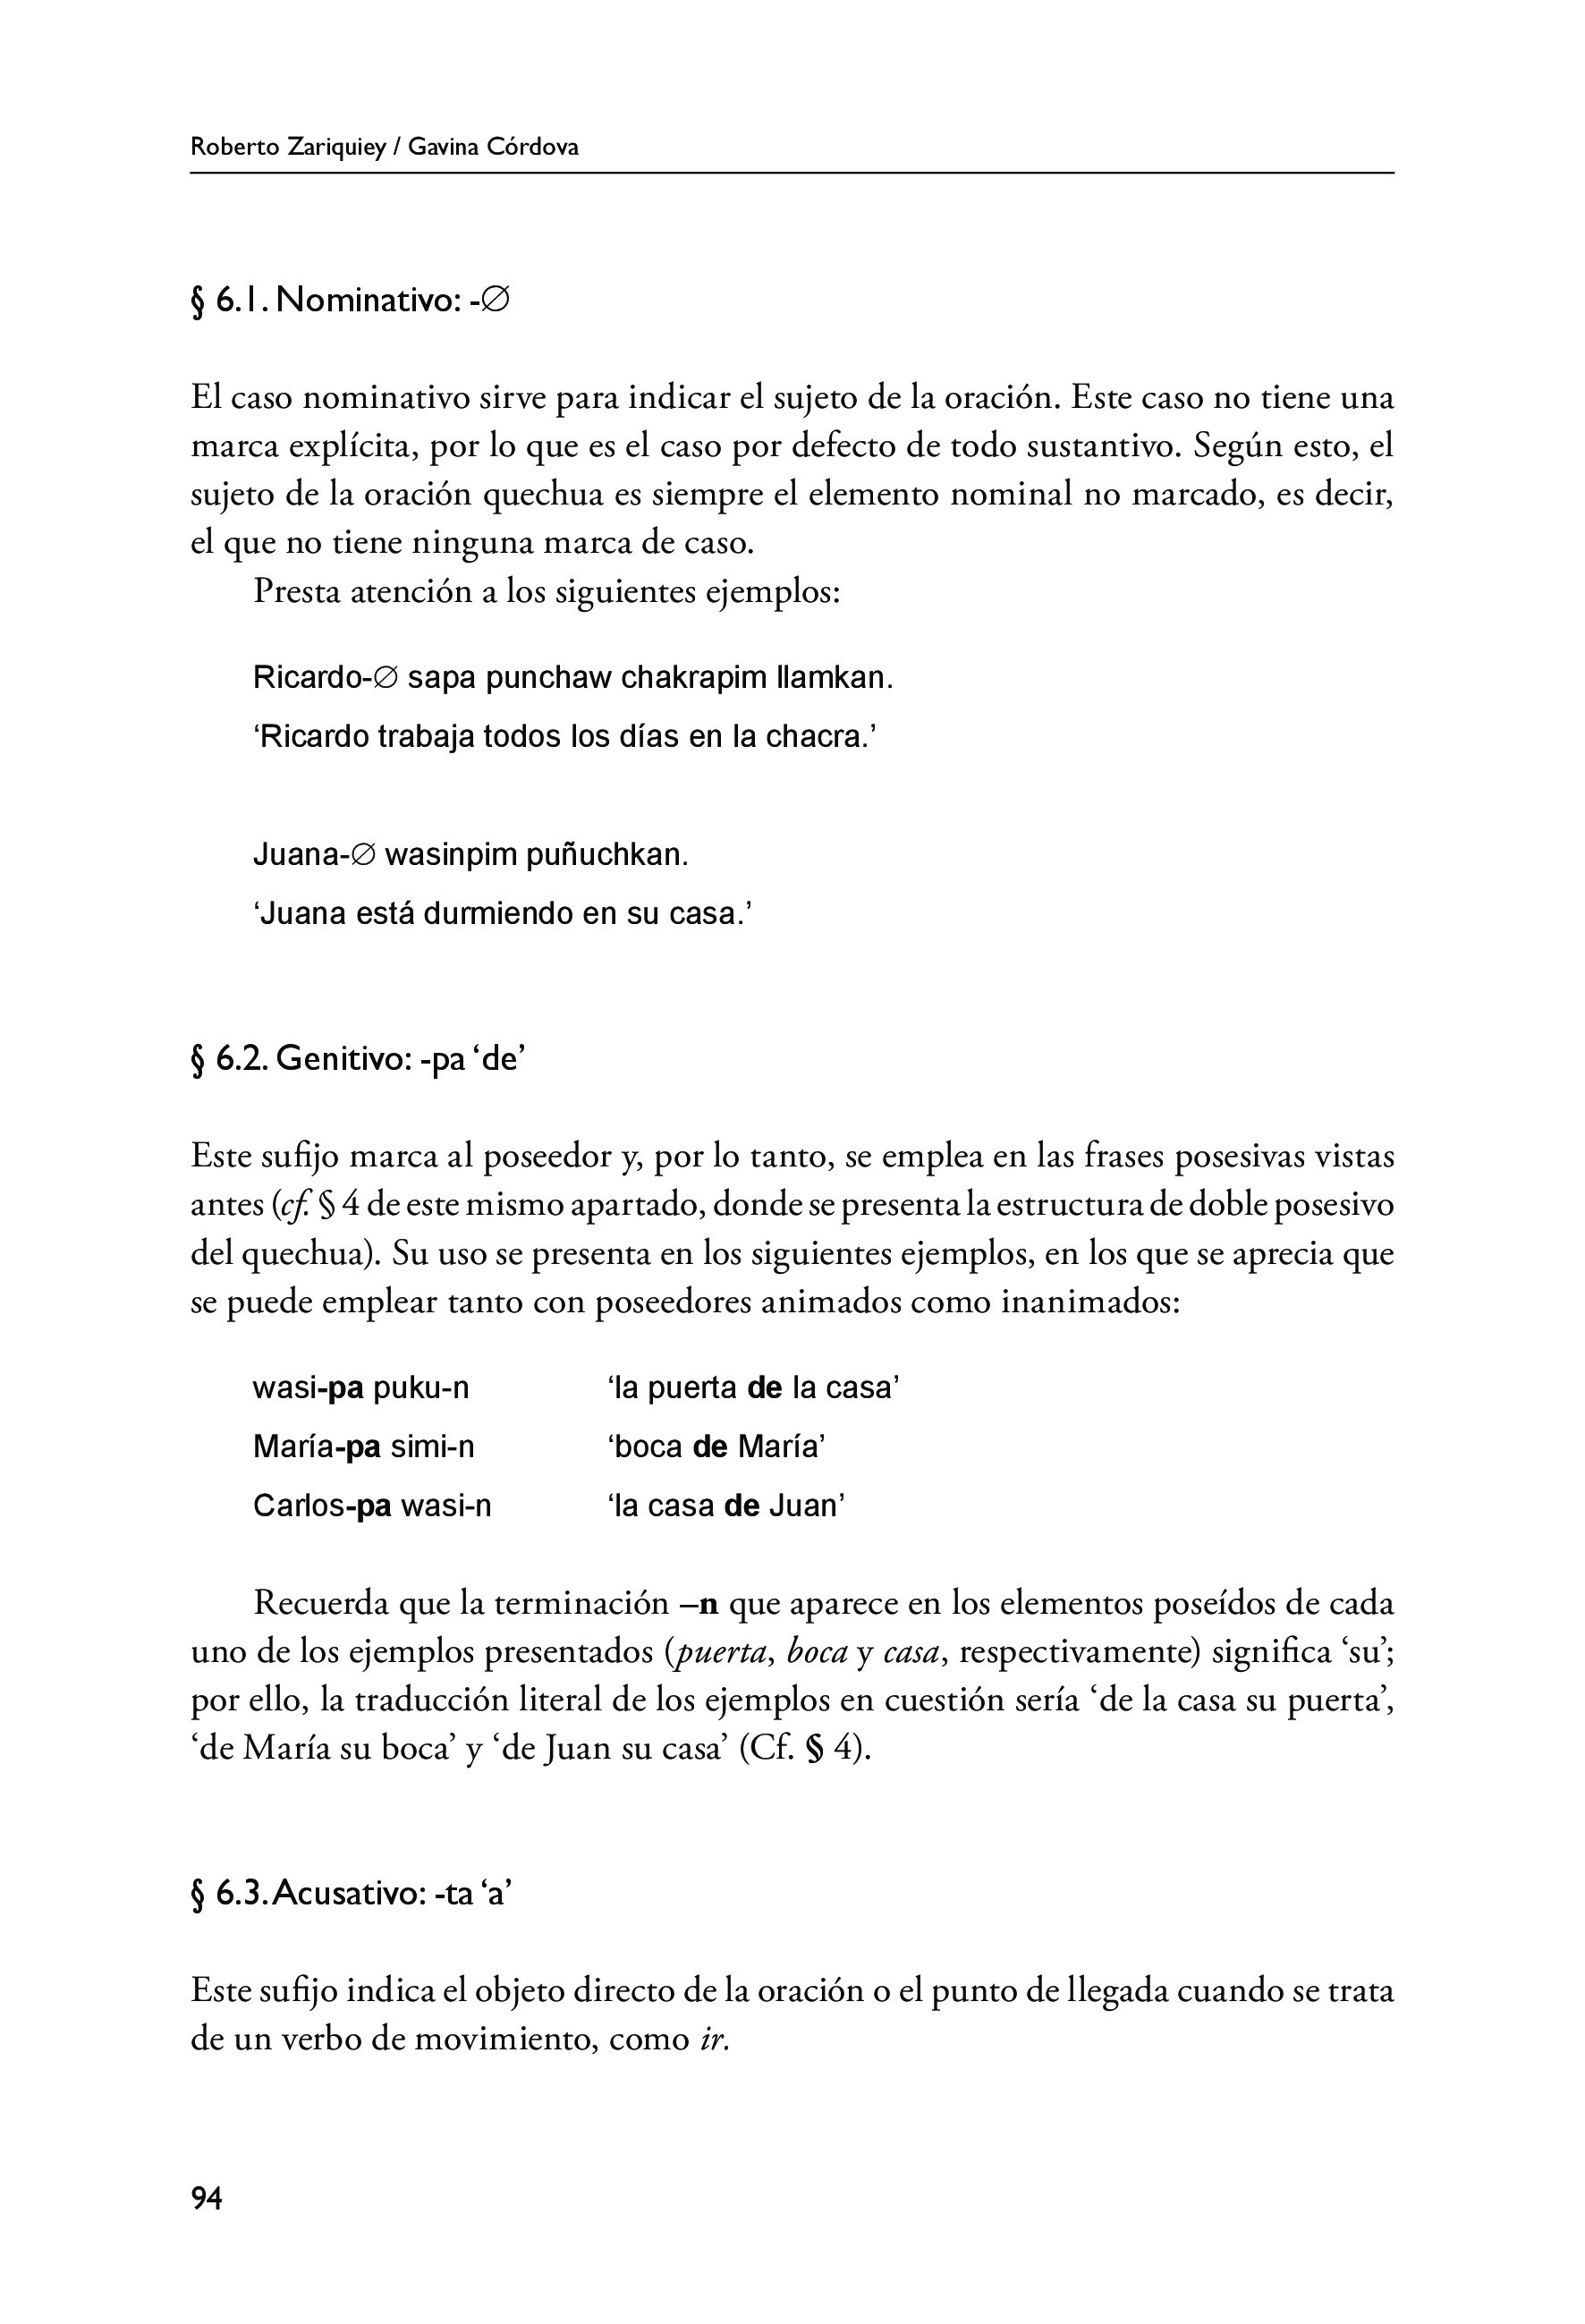 Roberto Zariquiey / Gavina Córdova
§ 6.1. Nominativo: -∅
El caso nominativo sirve para indicar el sujeto de la oración. Este caso no tiene una
marca explícita, por lo que es el caso por defecto de todo sustantivo. Según esto, el
sujeto de la oración quechua es siempre el elemento nominal no marcado, es decir,
el que no tiene ninguna marca de caso.
Presta atención a los siguientes ejemplos:
Ricardo-∅ sapa punchaw chakrapim llamkan.
‘Ricardo trabaja todos los días en la chacra.’
Juana-∅ wasinpim puñuchkan.
‘Juana está durmiendo en su casa.’
§ 6.2. Genitivo: -pa ‘de’
Este sufijo marca al poseedor y, por lo tanto, se emplea en las frases posesivas vistas
antes (cf. § 4 de este mismo apartado, donde se presenta la estructura de doble posesivo
del quechua). Su uso se presenta en los siguientes ejemplos, en los que se aprecia que
se puede emplear tanto con poseedores animados como inanimados:
wasi-pa puku-n ‘la puerta de la casa’
María-pa simi-n ‘boca de María’
Carlos-pa wasi-n ‘la casa de Juan’
Recuerda que la terminación –n que aparece en los elementos poseídos de cada
uno de los ejemplos presentados (puerta, boca y casa, respectivamente) significa ‘su’;
por ello, la traducción literal de los ejemplos en cuestión sería ‘de la casa su puerta’,
‘de María su boca’ y ‘de Juan su casa’ (Cf. § 4).
§ 6.3. Acusativo: -ta ‘a’
Este sufijo indica el objeto directo de la oración o el punto de llegada cuando se trata
de un verbo de movimiento, como ir.
94